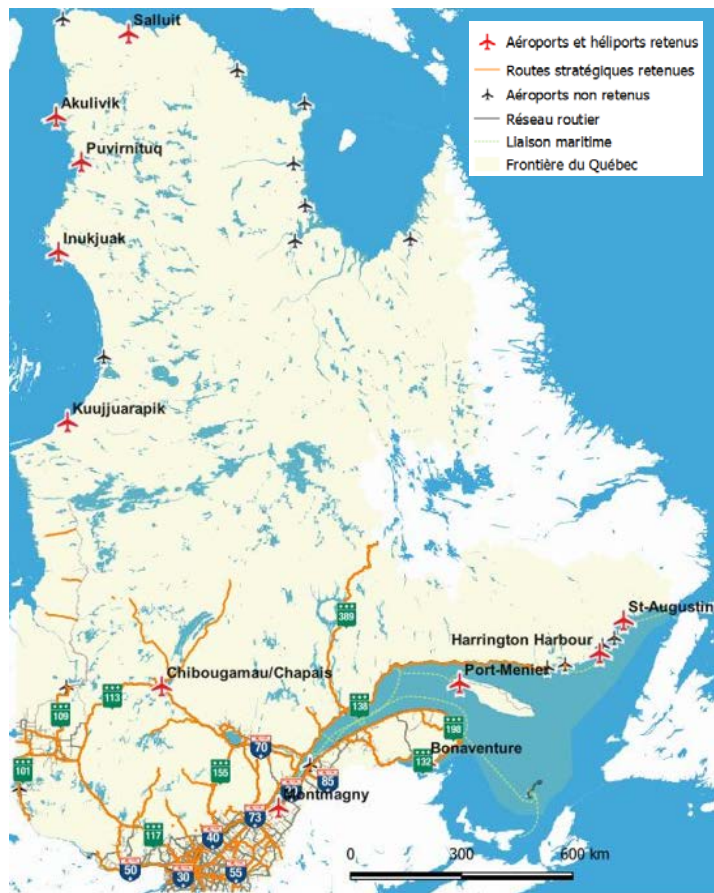 Salluit
Aéroports et héliports retenus
Routes stratégiques retenues
Aéroports non retenus
Réseau routier
Liaison maritime
Frontière du Québec
Akulivik
Puvirnituq
Inukjuak
Kuujjuarapik
389
St-Augustin
Harrington Harbour
Chibougamau/Chapais
Port-Menier
113
138
109
198
70
Bonaventure
132
101
155
85
Montmagny
73
117
40
50
30
55
0 300 600 km